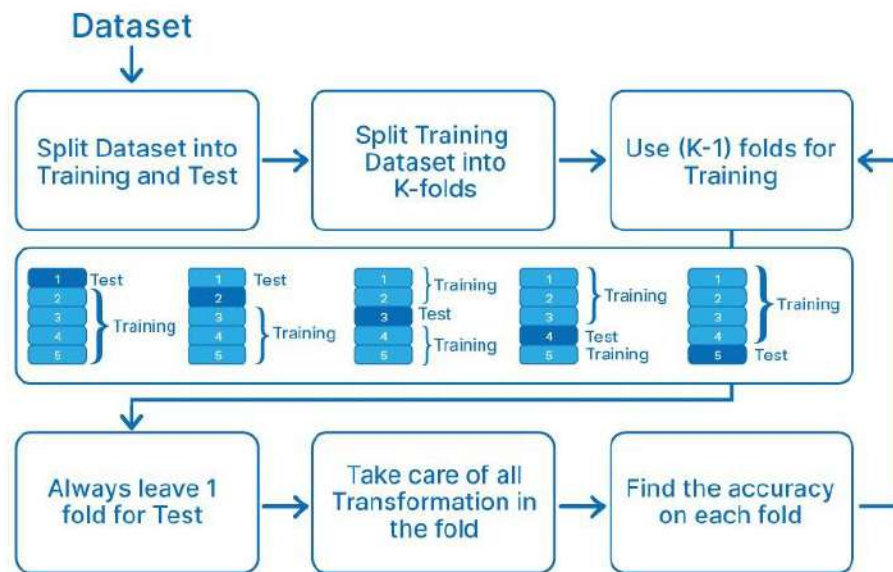 Dataset
Split Dataset into
Training and Test
Split Training
Dataset into
K-folds
Use (K-1) folds for
Training
1 Test
2
3 Training
4
5
1 Test
2
3
4 Training
5
1
2 Training
3 Test
4 Training
5
1
2 Training
3
4 Test
5 Training
1
2
3 Training
4
5 Test
Always leave 1
fold for Test
Take care of all
Transformation in
the fold
Find the accuracy
on each fold